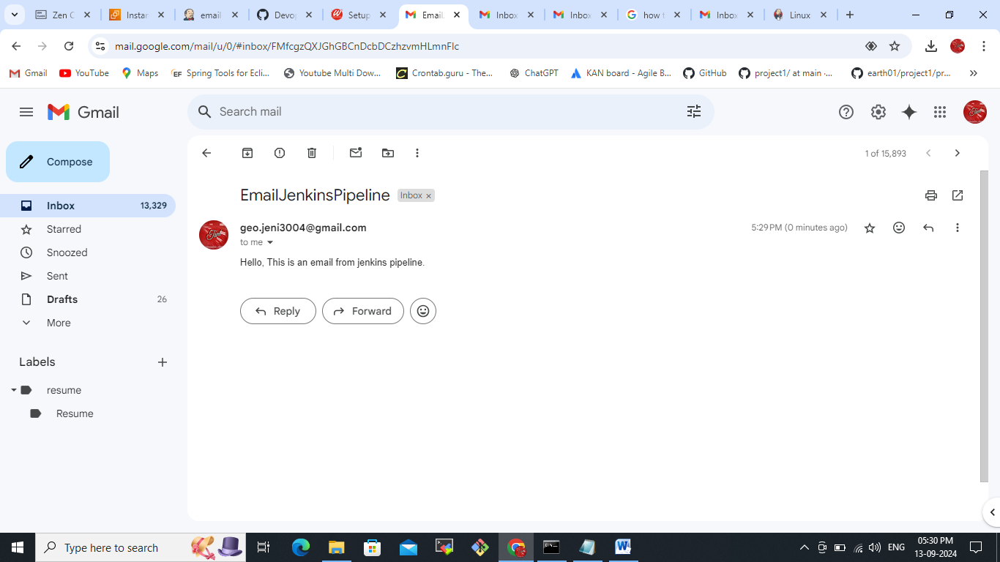 Zen C
Instan
email
Devop
Setup
Email
Inbox
Inbox
how t
Inbox
Linux
mail.google.com/mail/u/0/#inbox/FMfcgzQXJGhGBCnDcbDCzhzvmHLmnFlc
Gmail
YouTube
Maps
Spring Tools for Ecli...
Youtube Multi Dow...
Crontab.guru - The...
ChatGPT
KAN board - Agile B...
GitHub
project1/ at main ·...
earth01/project1/pr...
Gmail
Search mail
Compose
1 of 15,893
Inbox 13,329
Starred
Snoozed
Sent
Drafts 26
More
Labels
resume
Resume
EmailJenkinsPipeline Inbox
geo.jeni3004@gmail.com 5:29 PM (0 minutes ago)
to me
Hello, This is an email from jenkins pipeline.
Reply Forward
Type here to search
ENG
05:30 PM
13-09-2024